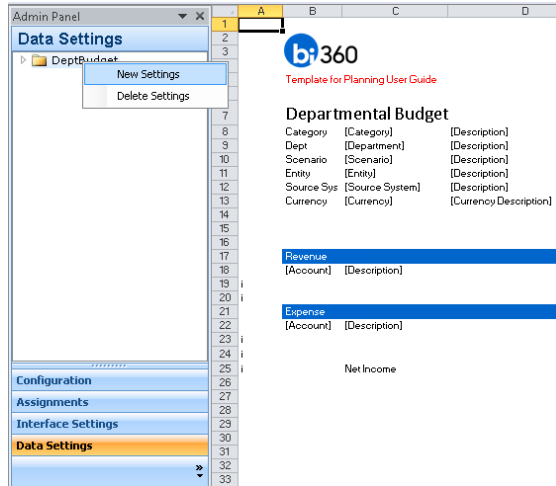 Admin Panel
Data Settings
DeptBudget
New Settings
Delete Settings
Configuration
Assignments
Interface Settings
Data Settings
A B C D
1
2
3
bi360
Template for Planning User Guide
7 Departmental Budget
8 Category [Category] [Description]
9 Dept [Department] [Description]
10 Scenario [Scenario] [Description]
11 Entity [Entity] [Description]
12 Source Sys [Source System] [Description]
13 Currency [Currency] [Currency Description]
14
15
16
17 Revenue
18 [Account] [Description]
19 i
20 i
21 Expense
22 [Account] [Description]
23 i
24 i
25 i Net Income
26
27
28
29
30
31
32
33